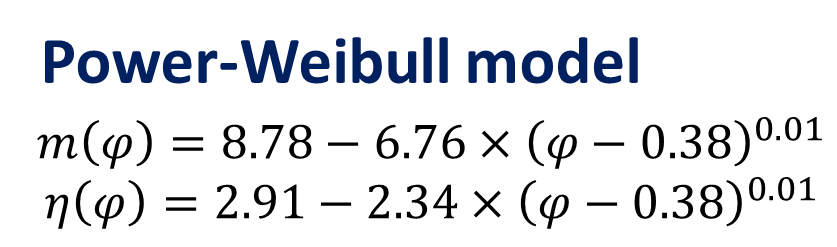 Power-Weibull model
m(φ) = 8.78 − 6.76 × (φ − 0.38)^0.01
η(φ) = 2.91 − 2.34 × (φ − 0.38)^0.01